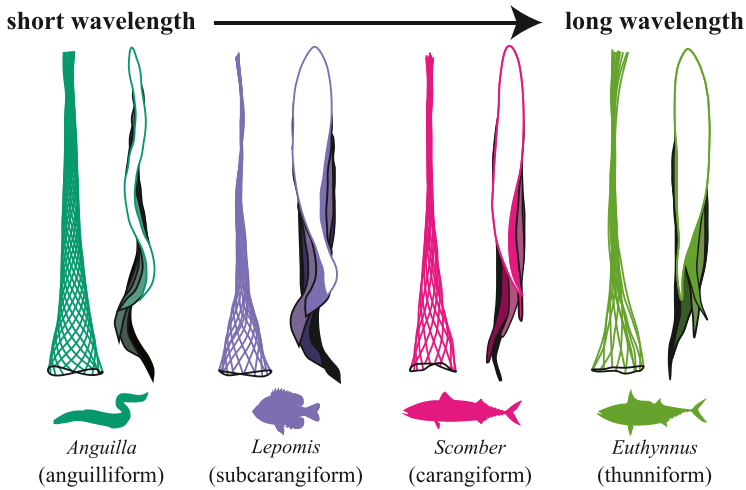 short wavelength
long wavelength
Anguilla
(anguilliform)
Lepomis
(subcarangiform)
Scomber
(carangiform)
Euthynnus
(thunniform)